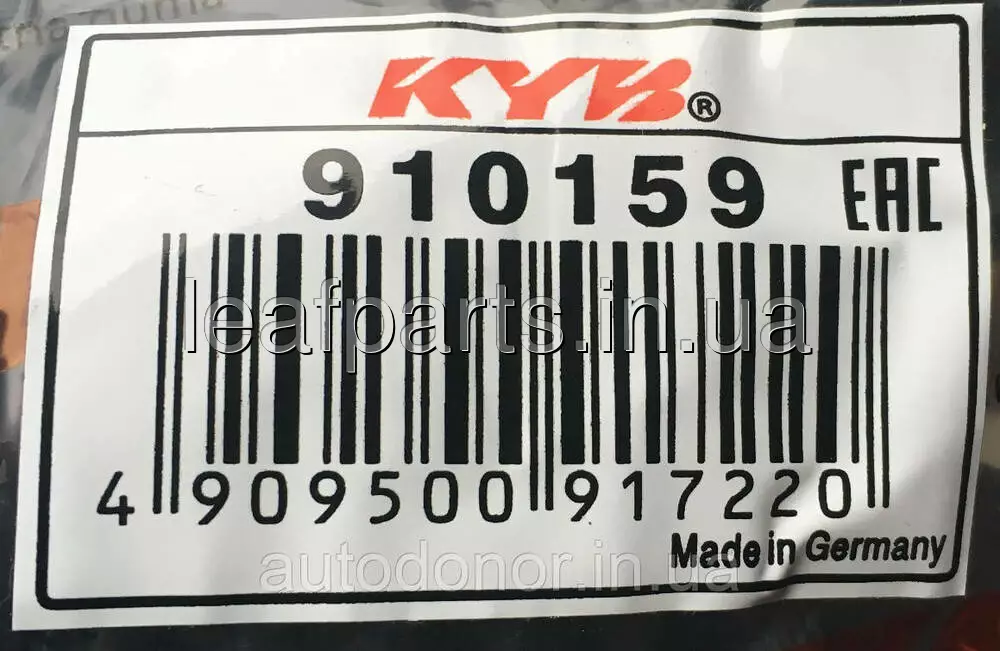 KYB®
910159 EAC
leafparts.in.ua
4 909500 917220
Made in Germany
autodonor.in.ua